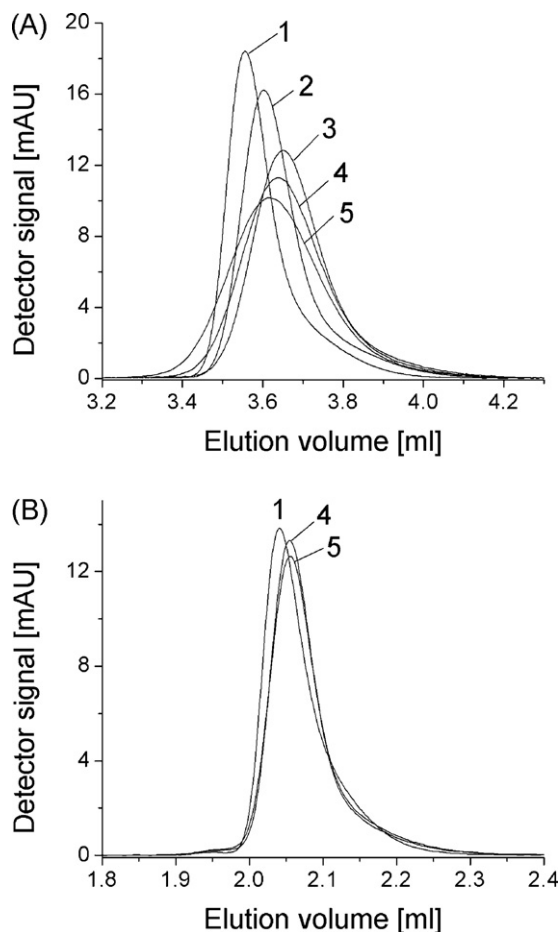 (A)
20
16
12
8
4
0
Detector signal [mAU]
1
2
3
4
5
3.2 3.4 3.6 3.8 4.0 4.2
Elution volume [ml]
(B)
12
8
4
0
Detector signal [mAU]
1 4
5
1.8 1.9 2.0 2.1 2.2 2.3 2.4
Elution volume [ml]